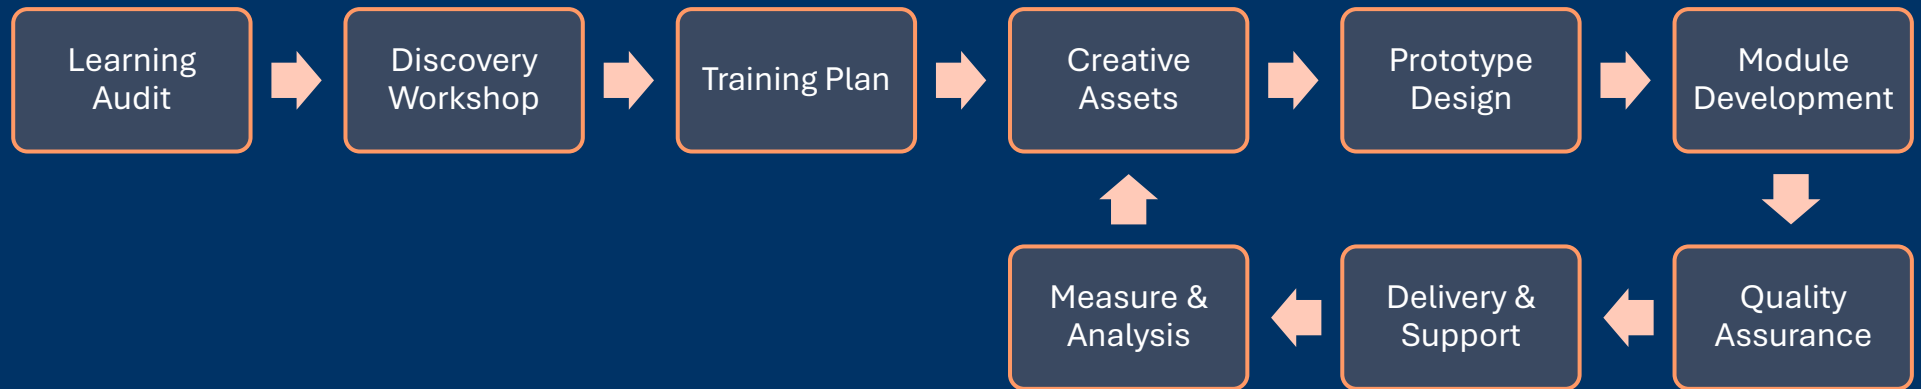 Learning
Audit
Discovery
Workshop
Training Plan
Creative
Assets
Prototype
Design
Module
Development
Quality
Assurance
Delivery &
Support
Measure &
Analysis